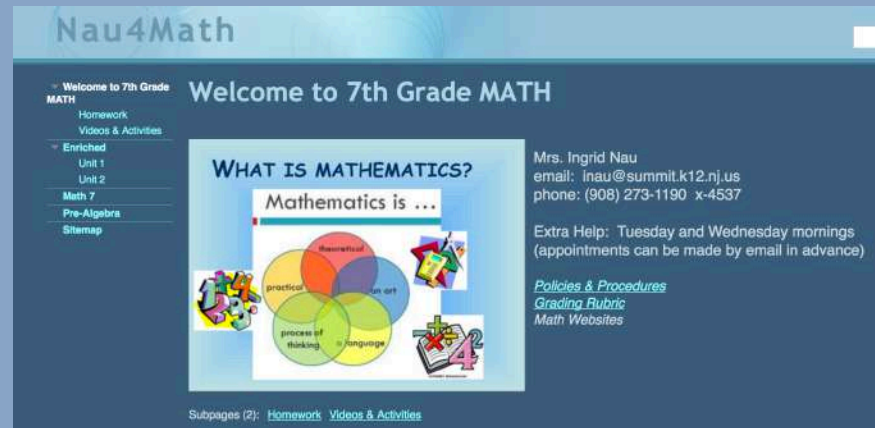 Nau4Math
Welcome to 7th Grade
MATH
Homework
Videos & Activities
Enriched
Unit 1
Unit 2
Math 7
Pre-Algebra
Sitemap
Welcome to 7th Grade MATH
WHAT IS MATHEMATICS?
Mathematics is ...
theoretical
practical
an art
process of
thinking
a language
Mrs. Ingrid Nau
email: inau@summit.k12.nj.us
phone: (908) 273-1190 x-4537
Extra Help: Tuesday and Wednesday mornings
(appointments can be made by email in advance)
Policies & Procedures
Grading Rubric
Math Websites
Subpages (2): Homework Videos & Activities